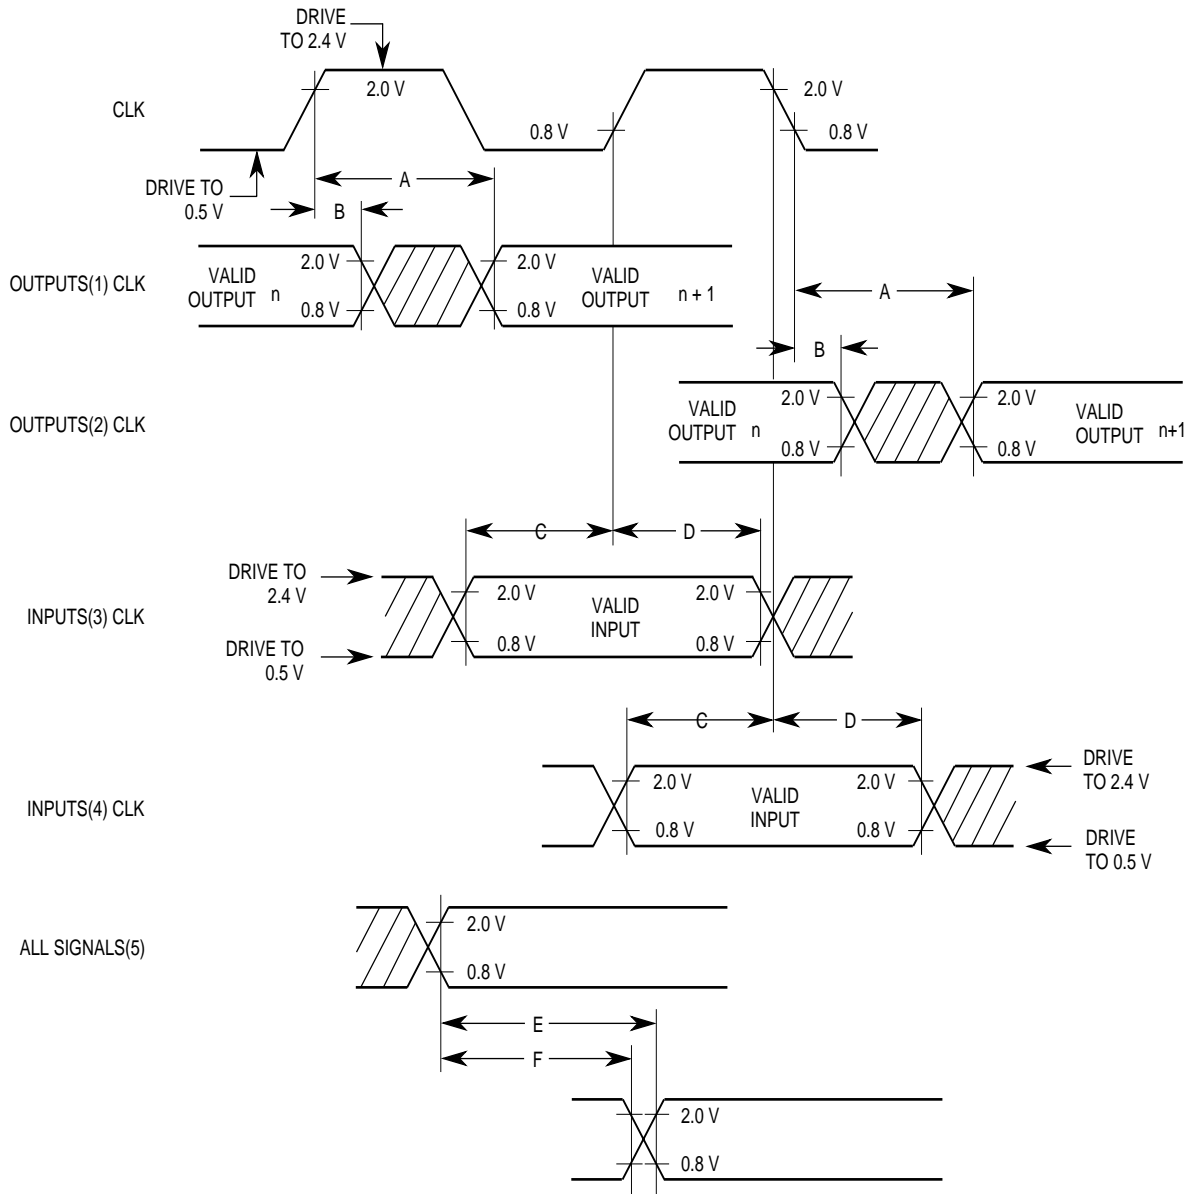 DRIVE
TO 2.4 V
2.0 V
2.0 V
CLK
0.8 V
0.8 V
DRIVE TO
0.5 V
A
B
OUTPUTS(1) CLK
VALID
OUTPUT n
2.0 V
0.8 V
2.0 V
0.8 V
VALID
OUTPUT n + 1
A
B
OUTPUTS(2) CLK
VALID
OUTPUT n
2.0 V
0.8 V
2.0 V
0.8 V
VALID
OUTPUT n+1
C
D
DRIVE TO
2.4 V
INPUTS(3) CLK
DRIVE TO
0.5 V
2.0 V
0.8 V
VALID
INPUT
2.0 V
0.8 V
C
D
INPUTS(4) CLK
2.0 V
0.8 V
VALID
INPUT
2.0 V
0.8 V
DRIVE
TO 2.4 V
DRIVE
TO 0.5 V
ALL SIGNALS(5)
2.0 V
0.8 V
E
F
2.0 V
0.8 V